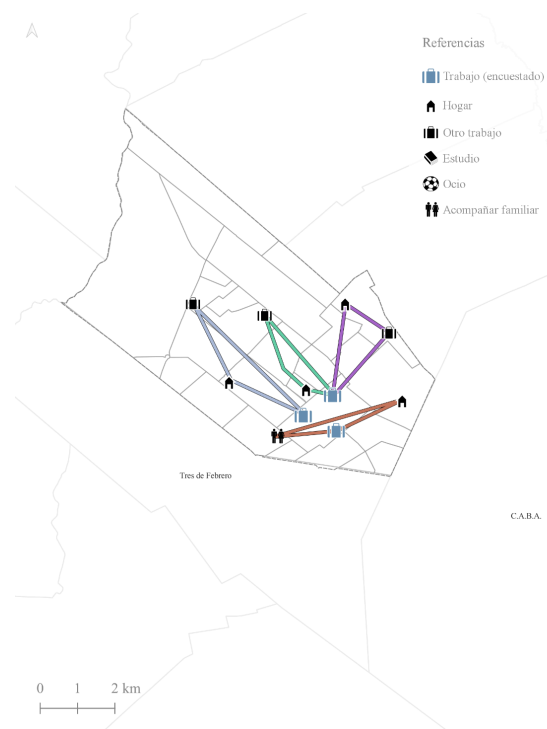 Referencias
Trabajo (encuestado)
Hogar
Otro trabajo
Estudio
Ocio
Acompañar familiar
Tres de Febrero
C.A.B.A.
0 1 2 km